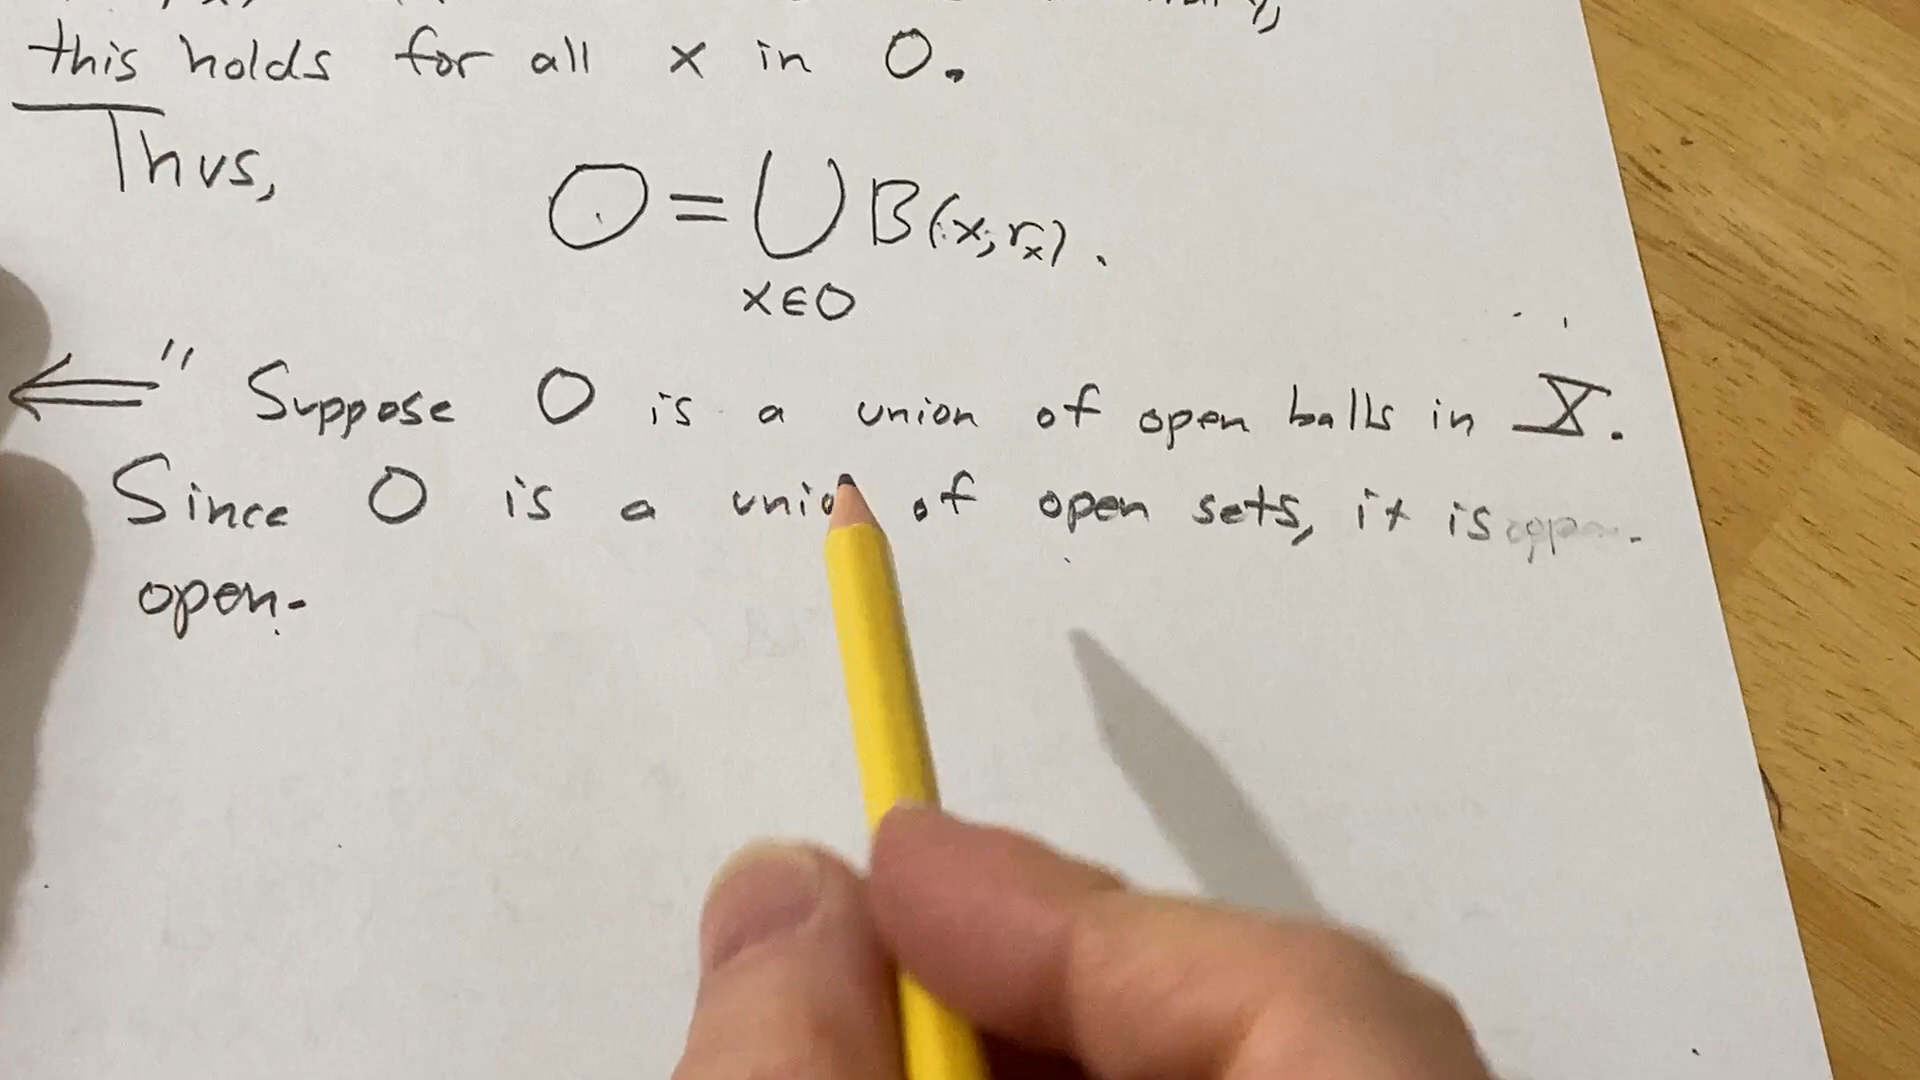 this holds for all x in O.
Thus,
O = ⋃ B(x, rₓ).
x∈O
⇐" Suppose O is a union of open balls in X.
Since O is a union of open sets, it is
open.